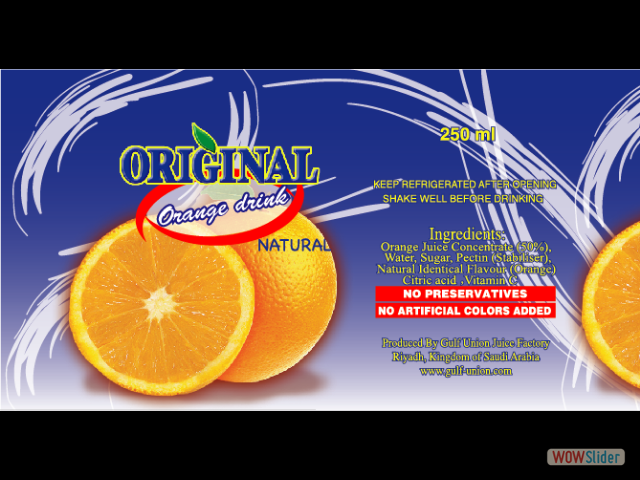 ORIGINAL
Orange drink
NATURAL
250 ml
KEEP REFRIGERATED AFTER OPENING
SHAKE WELL BEFORE DRINKING
Ingredients
Orange Juice Concentrate (50%),
Water, Sugar, Pectin (Stabiliser),
Natural Identical Flavour (Orange)
Citric acid ,Vitamin C.
NO PRESERVATIVES
NO ARTIFICIAL COLORS ADDED
Produced By Gulf Union Juice Factory
Riyadh, Kingdom of Saudi Arabia
www.gulf-union.com
WOWSlider